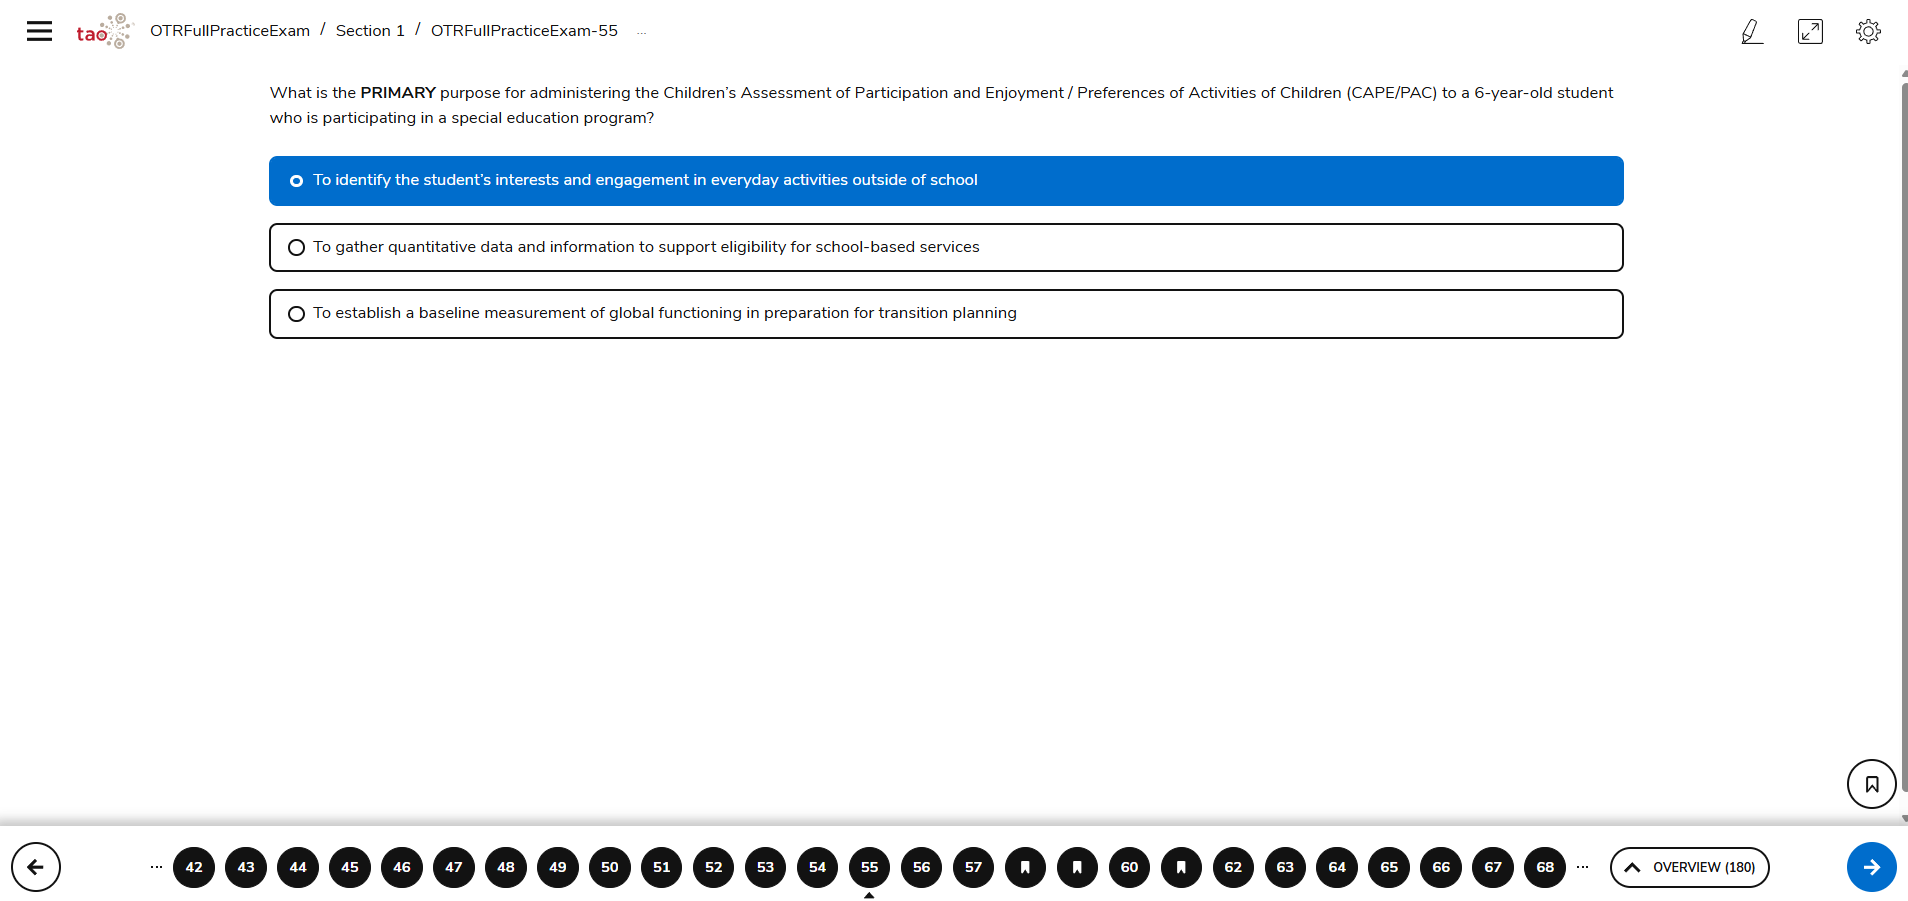 tao OTRFullPracticeExam / Section 1 / OTRFullPracticeExam-55 ...
What is the PRIMARY purpose for administering the Children’s Assessment of Participation and Enjoyment / Preferences of Activities of Children (CAPE/PAC) to a 6-year-old student
who is participating in a special education program?
To identify the student’s interests and engagement in everyday activities outside of school
To gather quantitative data and information to support eligibility for school-based services
To establish a baseline measurement of global functioning in preparation for transition planning
... 42 43 44 45 46 47 48 49 50 51 52 53 54 55 56 57 60 62 63 64 65 66 67 68 ... OVERVIEW (180)